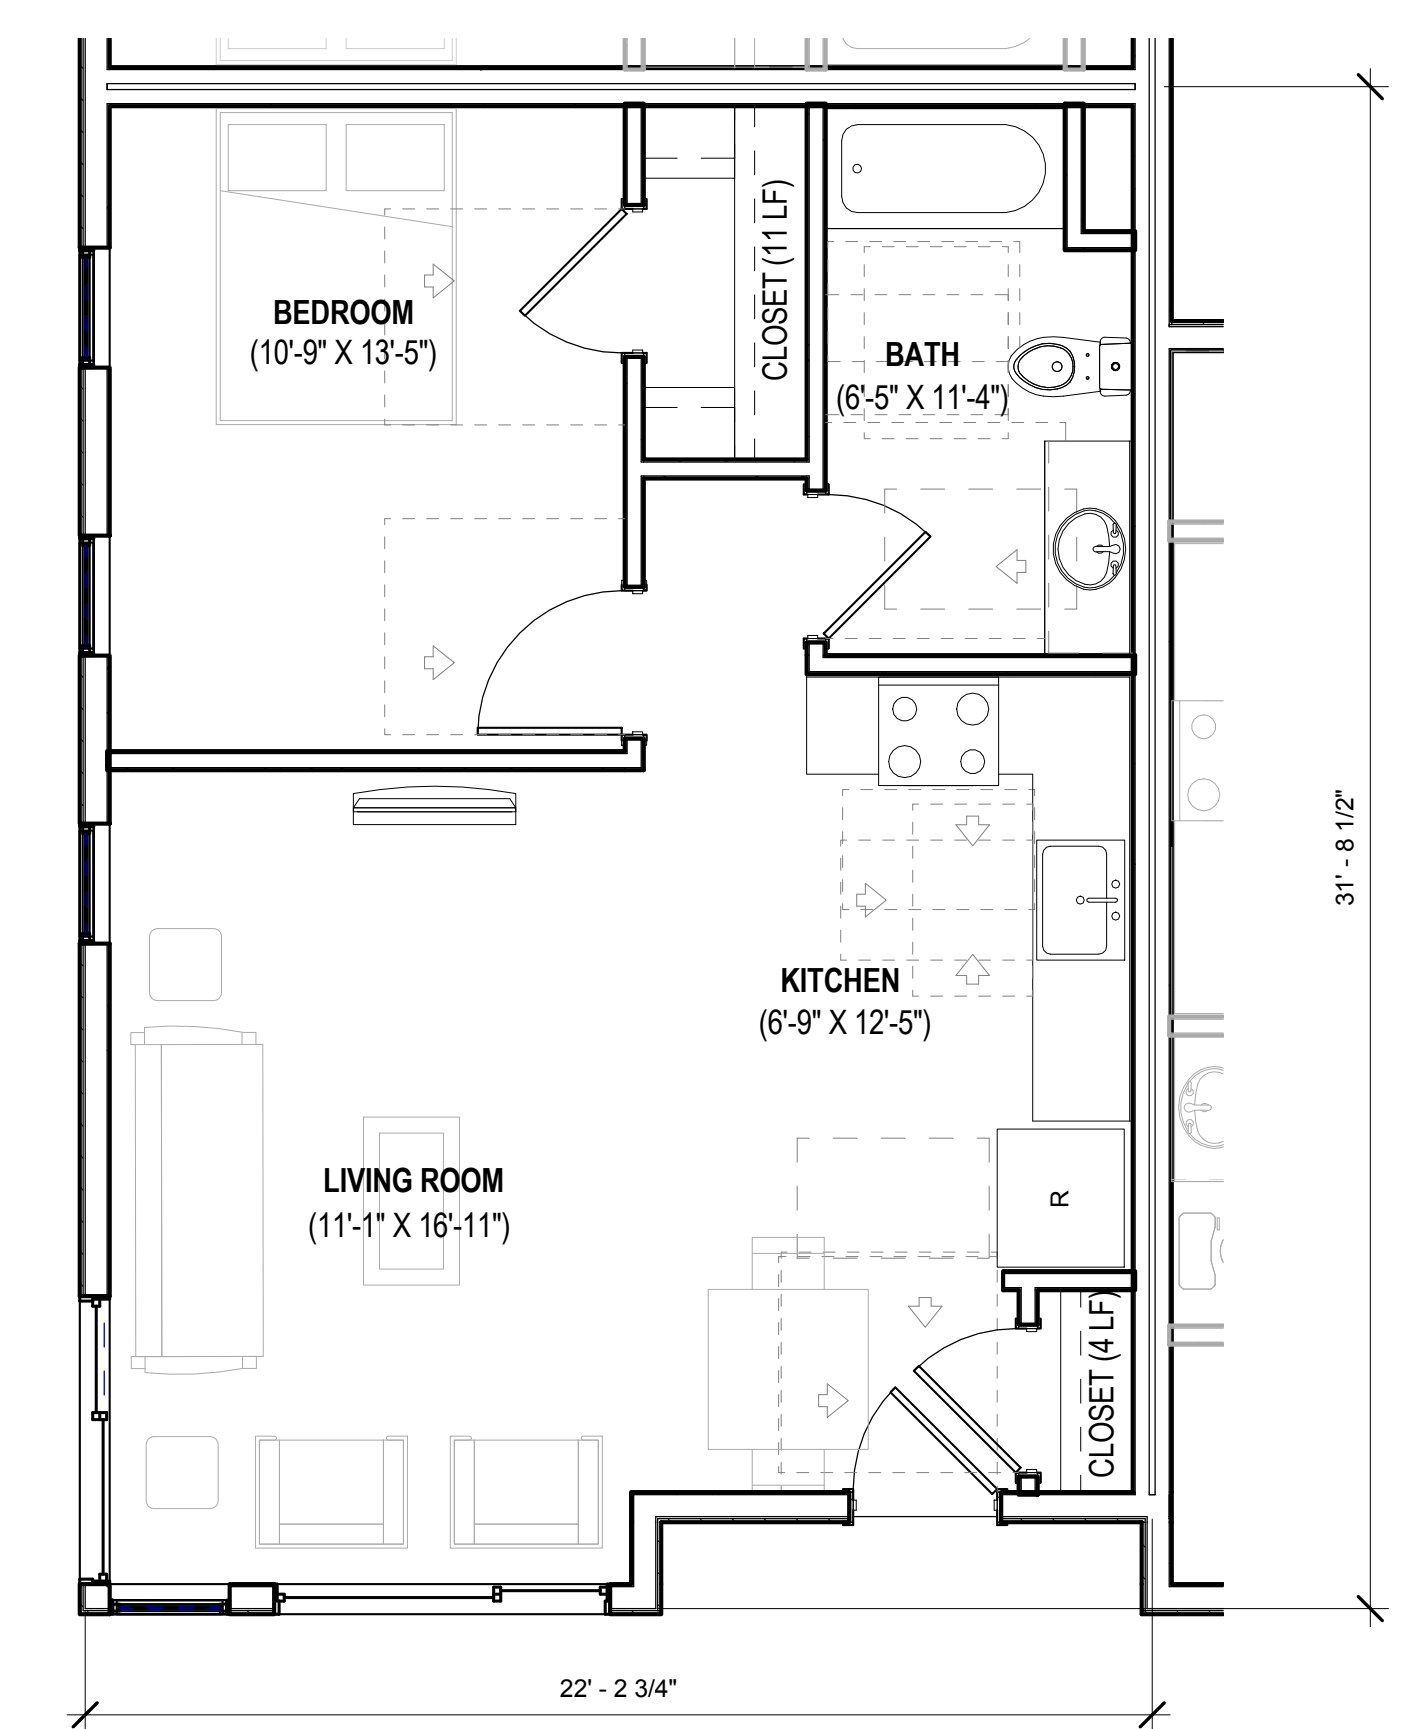 CLOSET (11 LF)
BEDROOM
(10'-9" X 13'-5")
BATH
(6'-5" X 11'-4")
31' - 8 1/2"
KITCHEN
(6'-9" X 12'-5")
LIVING ROOM
(11'-1" X 16'-11")
R
CLOSET (4 LF)
22' - 2 3/4"